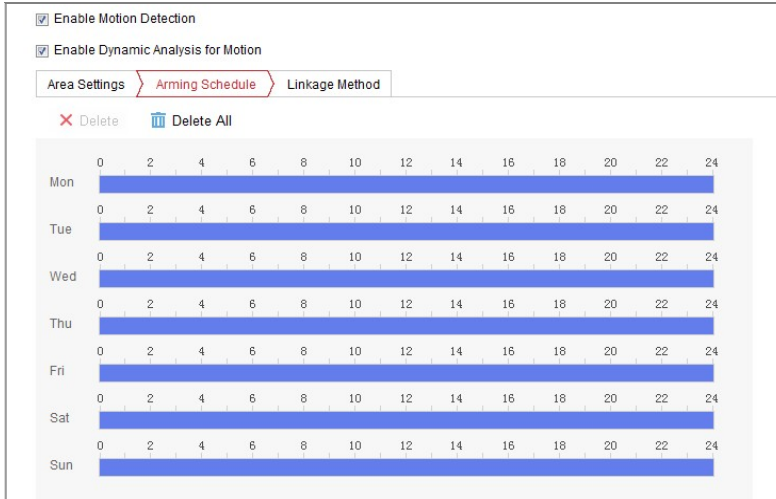 Enable Motion Detection
Enable Dynamic Analysis for Motion
Area Settings Arming Schedule Linkage Method
Delete Delete All
0 2 4 6 8 10 12 14 16 18 20 22 24
Mon
0 2 4 6 8 10 12 14 16 18 20 22 24
Tue
0 2 4 6 8 10 12 14 16 18 20 22 24
Wed
0 2 4 6 8 10 12 14 16 18 20 22 24
Thu
0 2 4 6 8 10 12 14 16 18 20 22 24
Fri
0 2 4 6 8 10 12 14 16 18 20 22 24
Sat
0 2 4 6 8 10 12 14 16 18 20 22 24
Sun